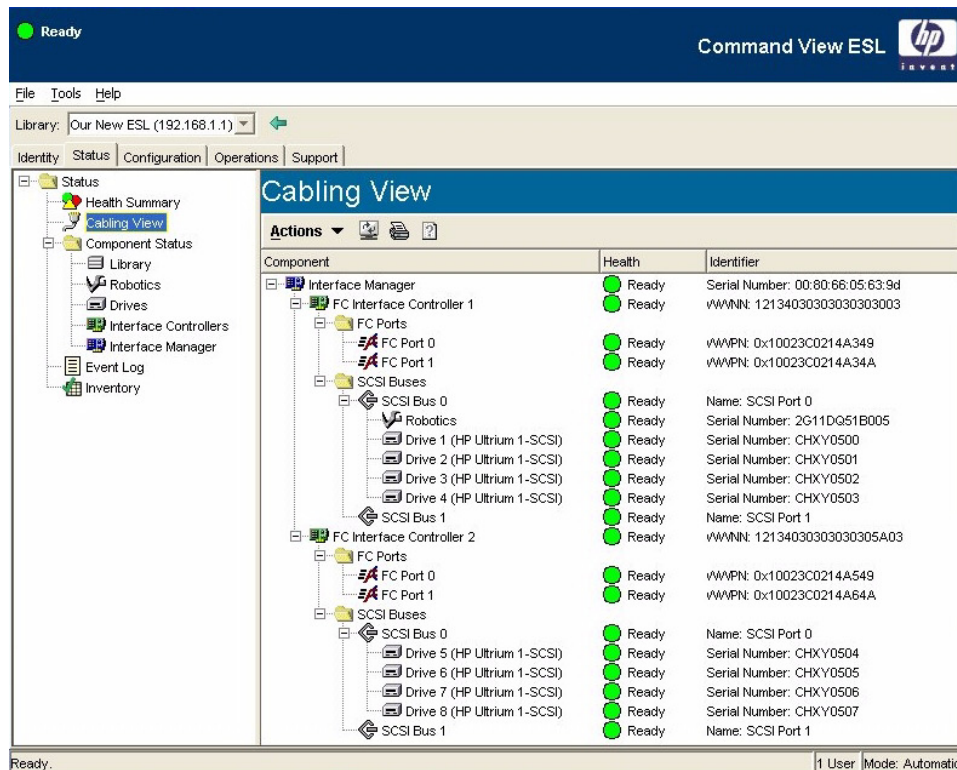 Ready
Command View ESL
hp
invent
File Tools Help
Library: Our New ESL (192.168.1.1)
Identity Status Configuration Operations Support
Status
Health Summary
Cabling View
Component Status
Library
Robotics
Drives
Interface Controllers
Interface Manager
Event Log
Inventory
Cabling View
Actions
Component Health Identifier
Interface Manager Ready Serial Number: 00:80:66:05:63:9d
FC Interface Controller 1 Ready WWNN: 12134030303030303003
FC Ports
FC Port 0 Ready WWPN: 0x10023C0214A349
FC Port 1 Ready WWPN: 0x10023C0214A34A
SCSI Buses
SCSI Bus 0 Ready Name: SCSI Port 0
Robotics Ready Serial Number: 2G11DQ51B005
Drive 1 (HP Ultrium 1-SCSI) Ready Serial Number: CHXY0500
Drive 2 (HP Ultrium 1-SCSI) Ready Serial Number: CHXY0501
Drive 3 (HP Ultrium 1-SCSI) Ready Serial Number: CHXY0502
Drive 4 (HP Ultrium 1-SCSI) Ready Serial Number: CHXY0503
SCSI Bus 1 Ready Name: SCSI Port 1
FC Interface Controller 2 Ready WWNN: 12134030303030305A03
FC Ports
FC Port 0 Ready WWPN: 0x10023C0214A549
FC Port 1 Ready WWPN: 0x10023C0214A64A
SCSI Buses
SCSI Bus 0 Ready Name: SCSI Port 0
Drive 5 (HP Ultrium 1-SCSI) Ready Serial Number: CHXY0504
Drive 6 (HP Ultrium 1-SCSI) Ready Serial Number: CHXY0505
Drive 7 (HP Ultrium 1-SCSI) Ready Serial Number: CHXY0506
Drive 8 (HP Ultrium 1-SCSI) Ready Serial Number: CHXY0507
SCSI Bus 1 Ready Name: SCSI Port 1
Ready. 1 User Mode: Automatic